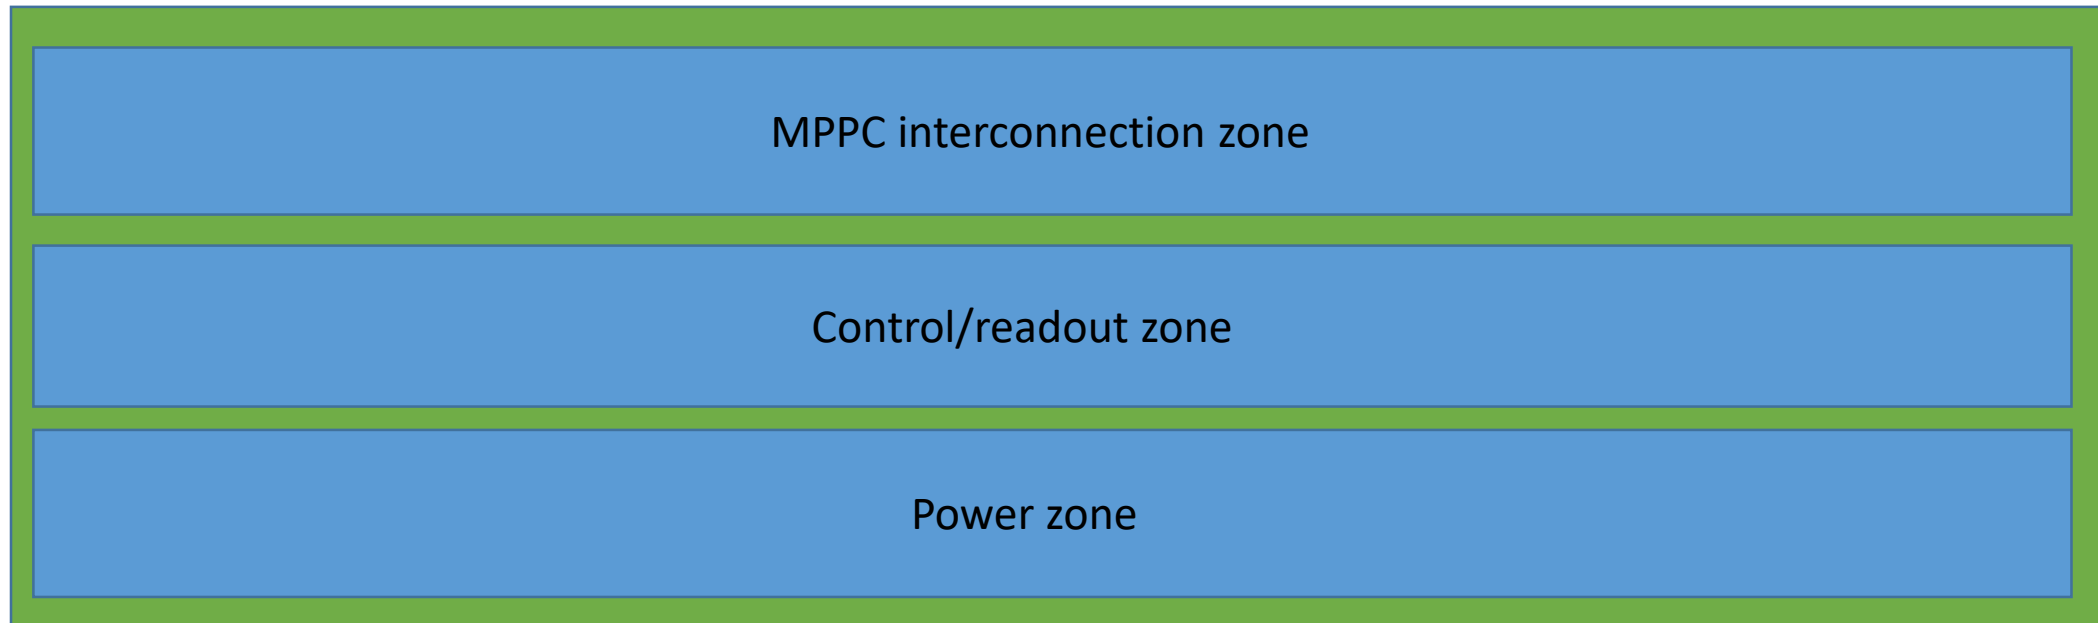 MPPC interconnection zone
Control/readout zone
Power zone